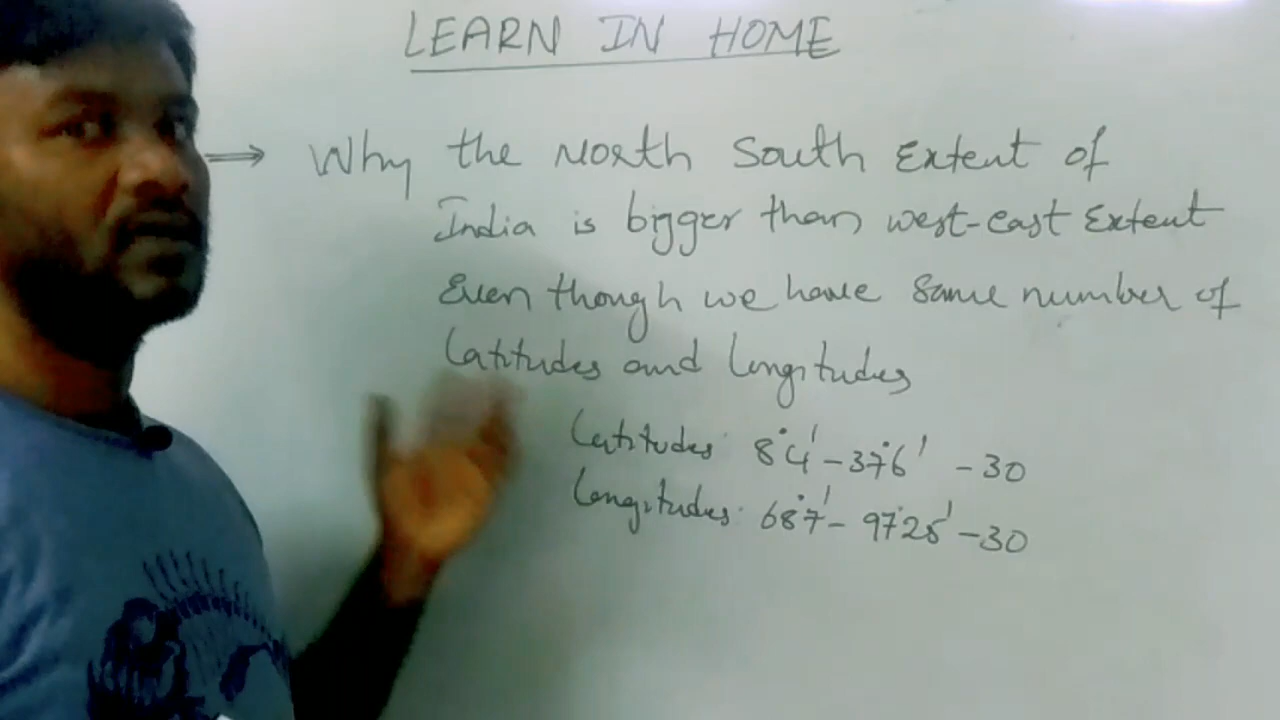 LEARN IN HOME
⇒ Why the North South Extent of
India is bigger than west-east Extent
Even though we have same number of
Latitudes and Longitudes
Latitudes: 8°4' - 37°6' - 30
Longitudes: 68°7' - 97°25' - 30